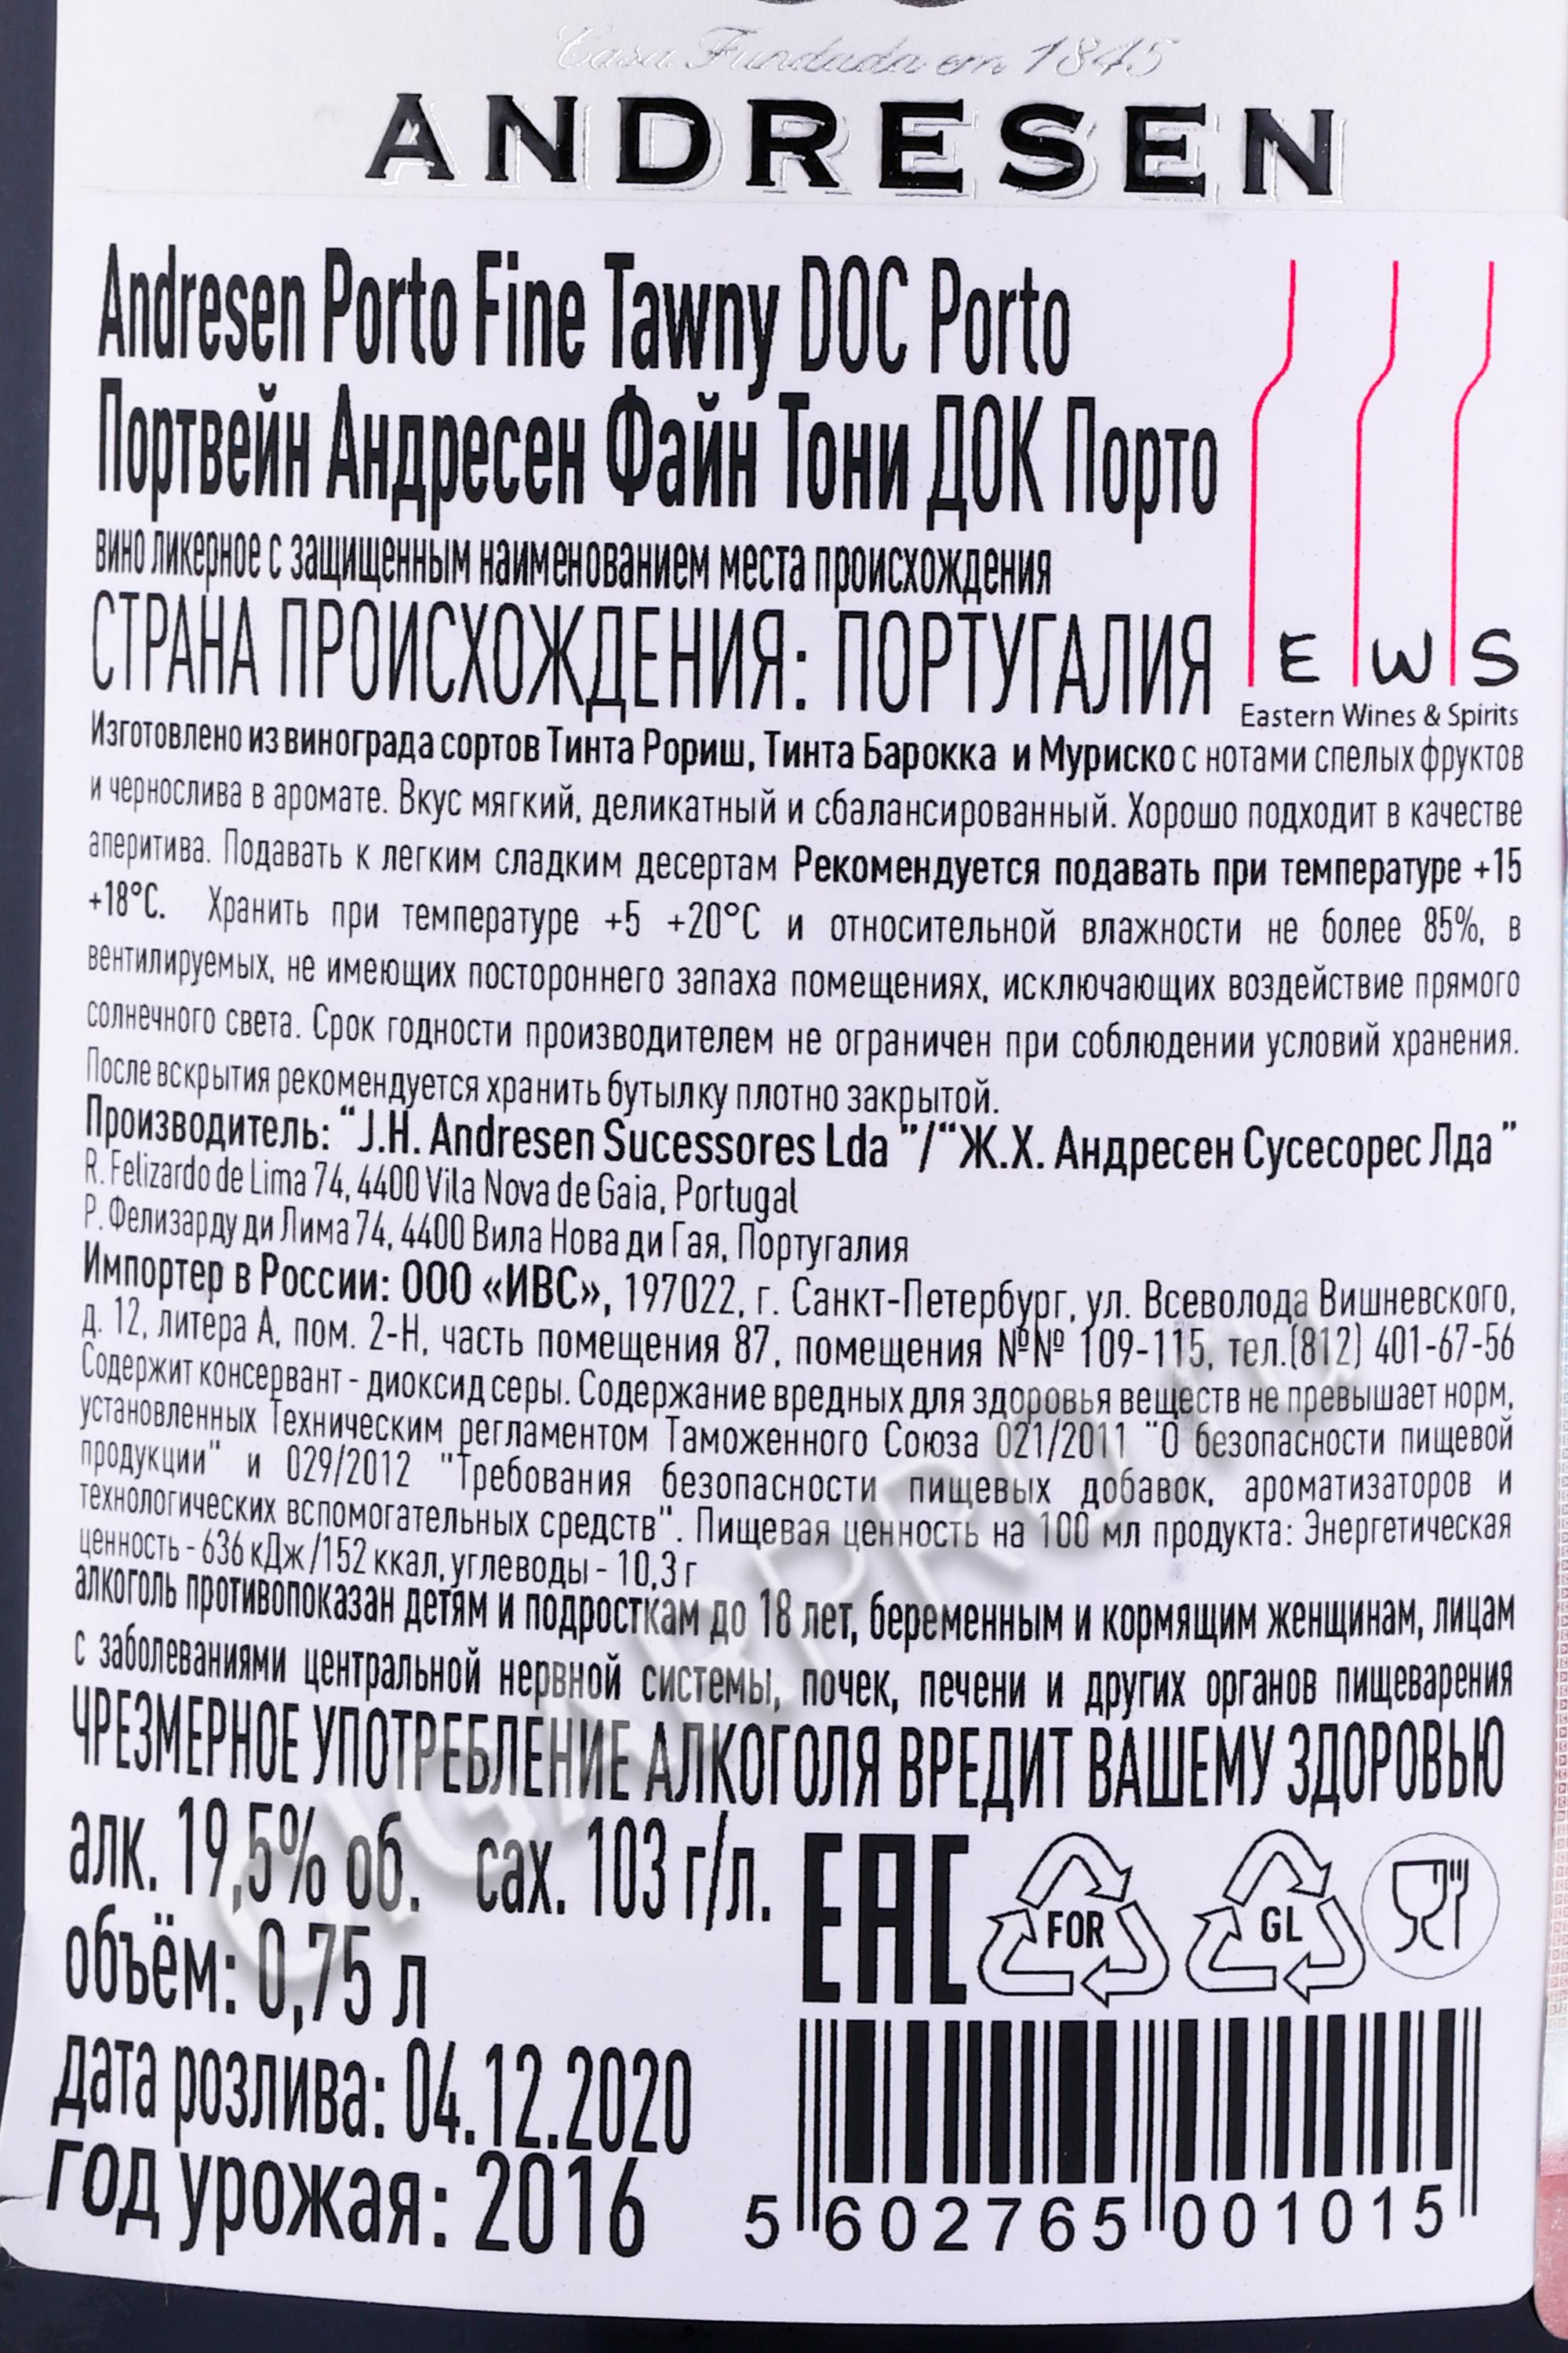 Casa Fundada em 1845
ANDRESEN
Andresen Porto Fine Tawny DOC Porto
Портвейн Андресен Файн Тони ДОК Порто
вино ликерное с защищенным наименованием места происхождения
СТРАНА ПРОИСХОЖДЕНИЯ: ПОРТУГАЛИЯ
E W S
Eastern Wines & Spirits
Изготовлено из винограда сортов Тинта Рориш, Тинта Барокка и Муриско с нотами спелых фруктов
и чернослива в аромате. Вкус мягкий, деликатный и сбалансированный. Хорошо подходит в качестве
аперитива. Подавать к легким сладким десертам Рекомендуется подавать при температуре +15
+18°C. Хранить при температуре +5 +20°C и относительной влажности не более 85%, в
вентилируемых, не имеющих постороннего запаха помещениях, исключающих воздействие прямого
солнечного света. Срок годности производителем не ограничен при соблюдении условий хранения.
После вскрытия рекомендуется хранить бутылку плотно закрытой.
Производитель: “J.H. Andresen Sucessores Lda ”/“Ж.Х. Андресен Сусесорес Лда ”
R. Felizardo de Lima 74, 4400 Vila Nova de Gaia, Portugal
Р. Фелизарду ди Лима 74, 4400 Вила Нова ди Гая, Португалия
Импортер в России: ООО «ИВС», 197022, г. Санкт-Петербург, ул. Всеволода Вишневского,
д. 12, литера А, пом. 2-Н, часть помещения 87, помещения №№ 109-115, тел.(812) 401-67-56
Содержит консервант - диоксид серы. Содержание вредных для здоровья веществ не превышает норм,
установленных Техническим регламентом Таможенного Союза 021/2011 "О безопасности пищевой
продукции" и 029/2012 "Требования безопасности пищевых добавок, ароматизаторов и
технологических вспомогательных средств". Пищевая ценность на 100 мл продукта: Энергетическая
ценность - 636 кДж /152 ккал, углеводы - 10,3 г
алкоголь противопоказан детям и подросткам до 18 лет, беременным и кормящим женщинам, лицам
с заболеваниями центральной нервной системы, почек, печени и других органов пищеварения
ЧРЕЗМЕРНОЕ УПОТРЕБЛЕНИЕ АЛКОГОЛЯ ВРЕДИТ ВАШЕМУ ЗДОРОВЬЮ
алк. 19,5% об. сах. 103 г/л.
EAC
FOR
GL
объём: 0,75 л
дата розлива: 04.12.2020
год урожая: 2016
5 602765 001015
CIGARPRO.ru